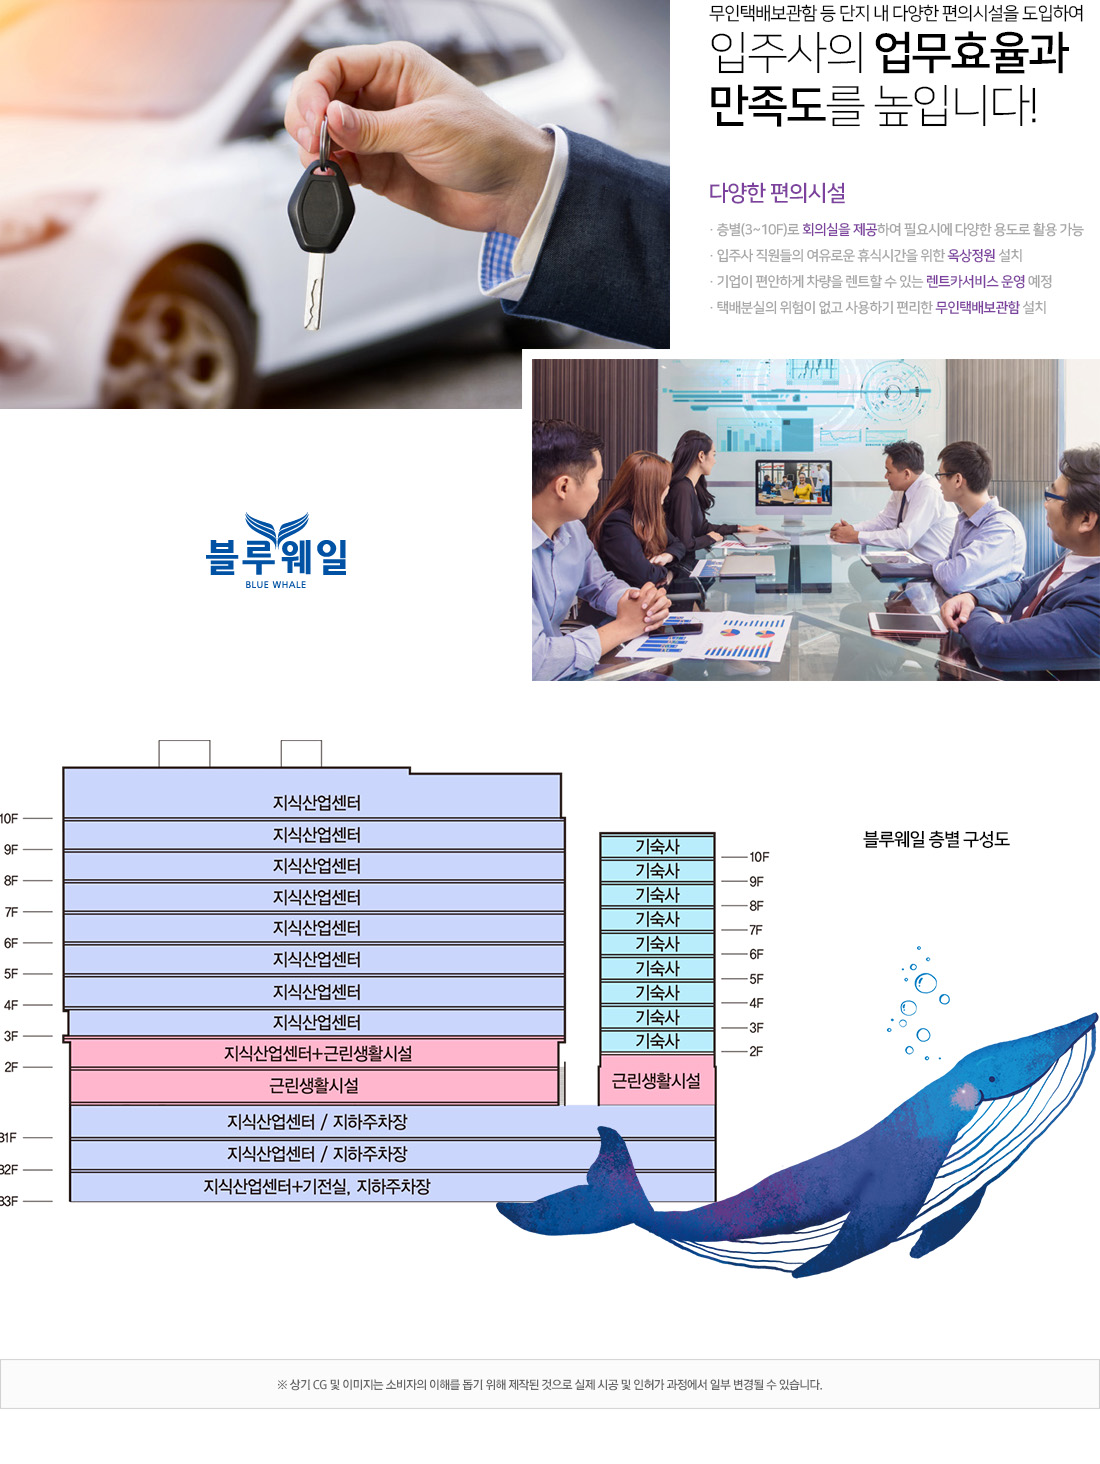 무인택배보관함 등 단지 내 다양한 편의시설을 도입하여
입주사의 업무효율과
만족도를 높입니다!
다양한 편의시설
· 층별(3~10F)로 회의실을 제공하여 필요시에 다양한 용도로 활용 가능
· 입주사 직원들의 여유로운 휴식시간을 위한 옥상정원 설치
· 기업이 편안하게 차량을 렌트할 수 있는 렌트카서비스 운영 예정
· 택배분실의 위험이 없고 사용하기 편리한 무인택배보관함 설치
블루웨일
BLUE WHALE
블루웨일 층별 구성도
지식산업센터
10F
지식산업센터
9F
지식산업센터
8F
지식산업센터
7F
지식산업센터
6F
지식산업센터
5F
지식산업센터
4F
지식산업센터
3F
지식산업센터+근린생활시설
2F
근린생활시설
지식산업센터 / 지하주차장
B1F
지식산업센터 / 지하주차장
B2F
지식산업센터+기전실, 지하주차장
B3F
기숙사
10F
기숙사
9F
기숙사
8F
기숙사
7F
기숙사
6F
기숙사
5F
기숙사
4F
기숙사
3F
기숙사
2F
근린생활시설
※ 상기 CG 및 이미지는 소비자의 이해를 돕기 위해 제작된 것으로 실제 시공 및 인허가 과정에서 일부 변경될 수 있습니다.